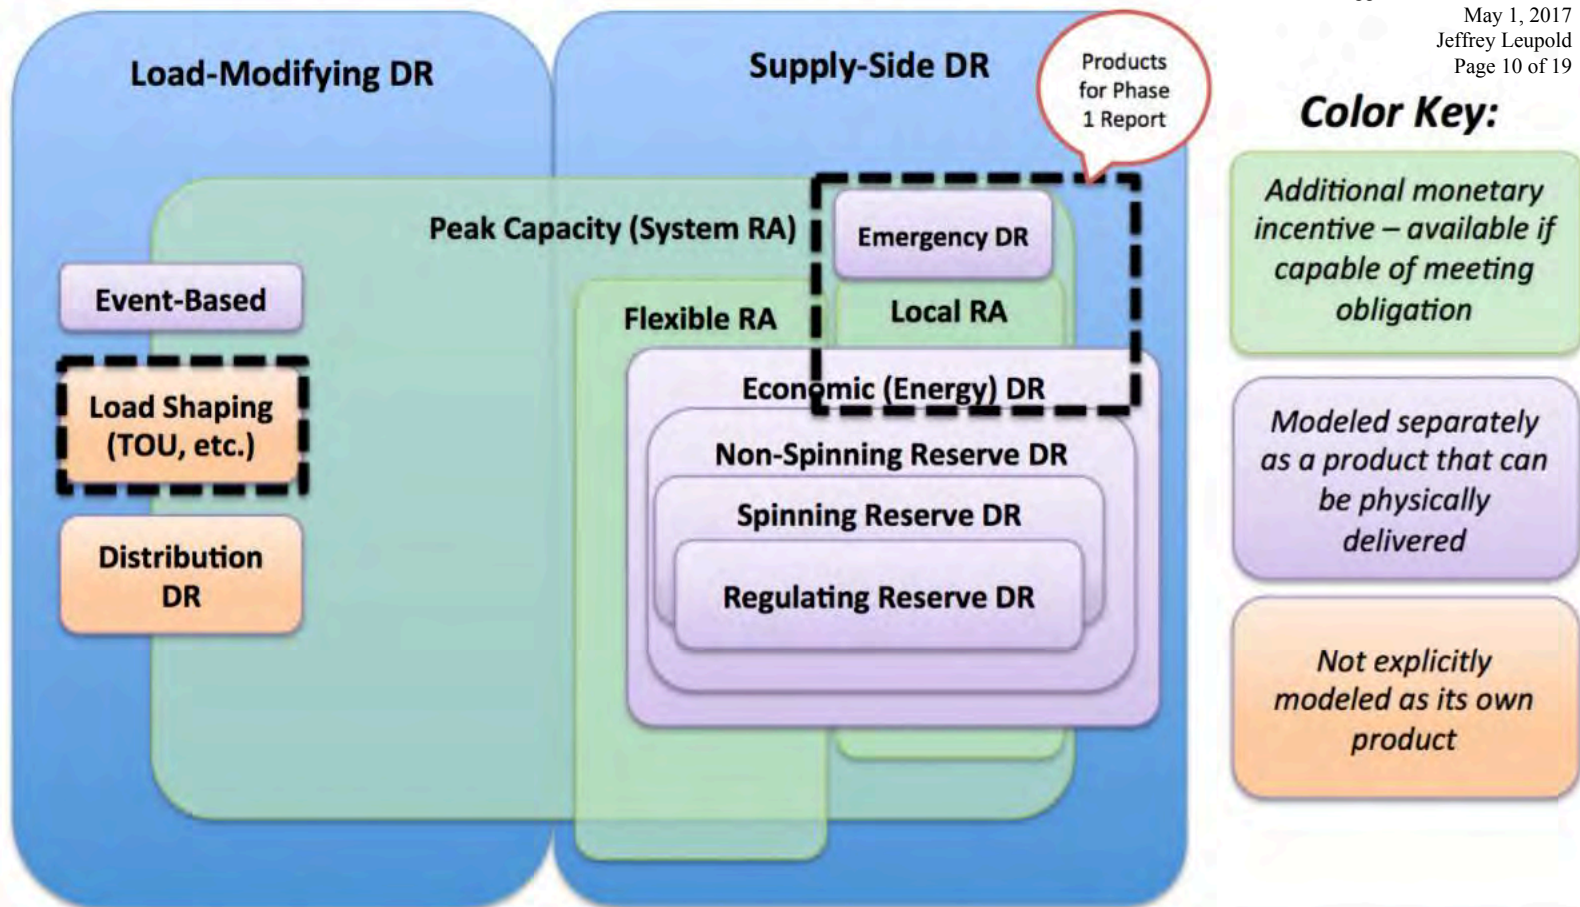 May 1, 2017
Jeffrey Leupold
Page 10 of 19
Load-Modifying DR
Supply-Side DR
Products
for Phase
1 Report
Color Key:
Peak Capacity (System RA)
Emergency DR
Event-Based
Flexible RA
Local RA
Load Shaping
(TOU, etc.)
Economic (Energy) DR
Non-Spinning Reserve DR
Spinning Reserve DR
Distribution
DR
Regulating Reserve DR
Additional monetary
incentive – available if
capable of meeting
obligation
Modeled separately
as a product that can
be physically
delivered
Not explicitly
modeled as its own
product